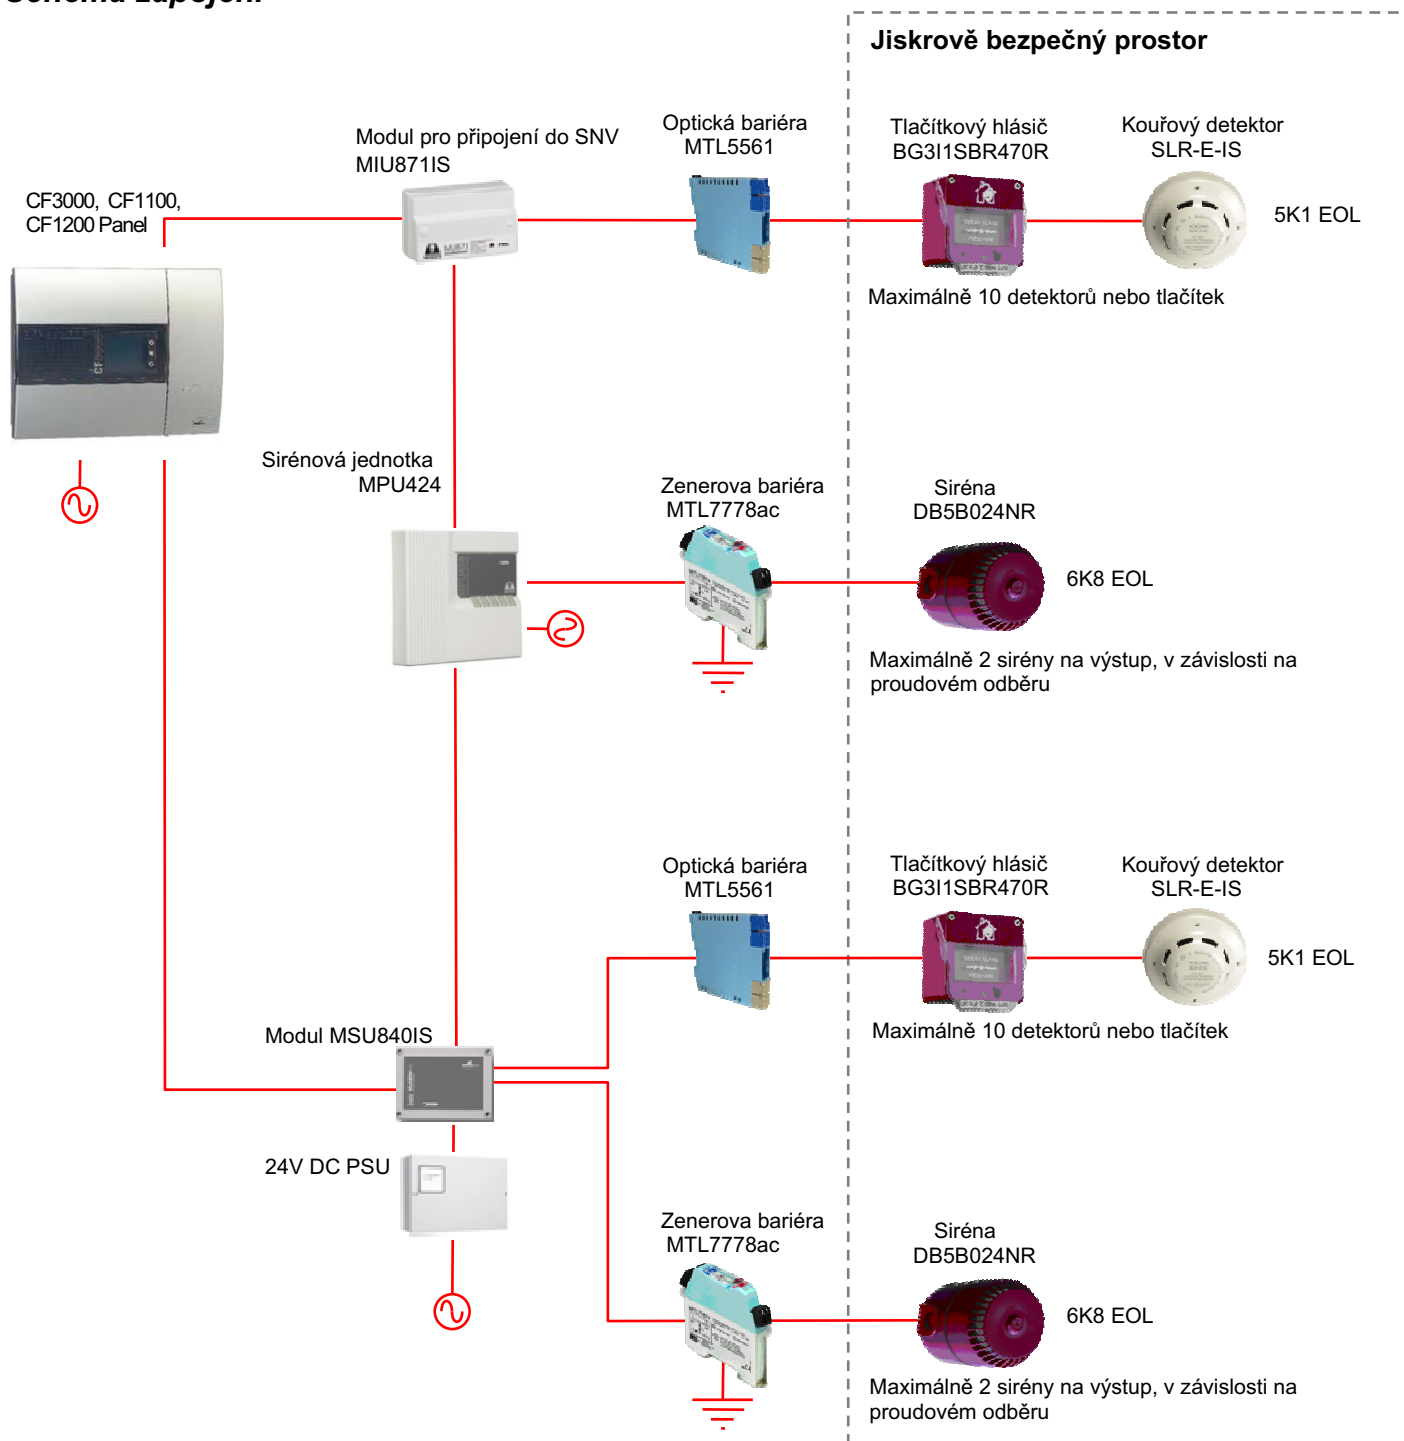 Schéma zapojení
Jiskrově bezpečný prostor
Modul pro připojení do SNV
MIU871IS
Optická bariéra
MTL5561
Tlačítkový hlásič
BG3I1SBR470R
Kouřový detektor
SLR-E-IS
CF3000, CF1100,
CF1200 Panel
5K1 EOL
Maximálně 10 detektorů nebo tlačítek
Sirénová jednotka
MPU424
Zenerova bariéra
MTL7778ac
Siréna
DB5B024NR
6K8 EOL
Maximálně 2 sirény na výstup, v závislosti na
proudovém odběru
Optická bariéra
MTL5561
Tlačítkový hlásič
BG3I1SBR470R
Kouřový detektor
SLR-E-IS
5K1 EOL
Maximálně 10 detektorů nebo tlačítek
Modul MSU840IS
24V DC PSU
Zenerova bariéra
MTL7778ac
Siréna
DB5B024NR
6K8 EOL
Maximálně 2 sirény na výstup, v závislosti na
proudovém odběru